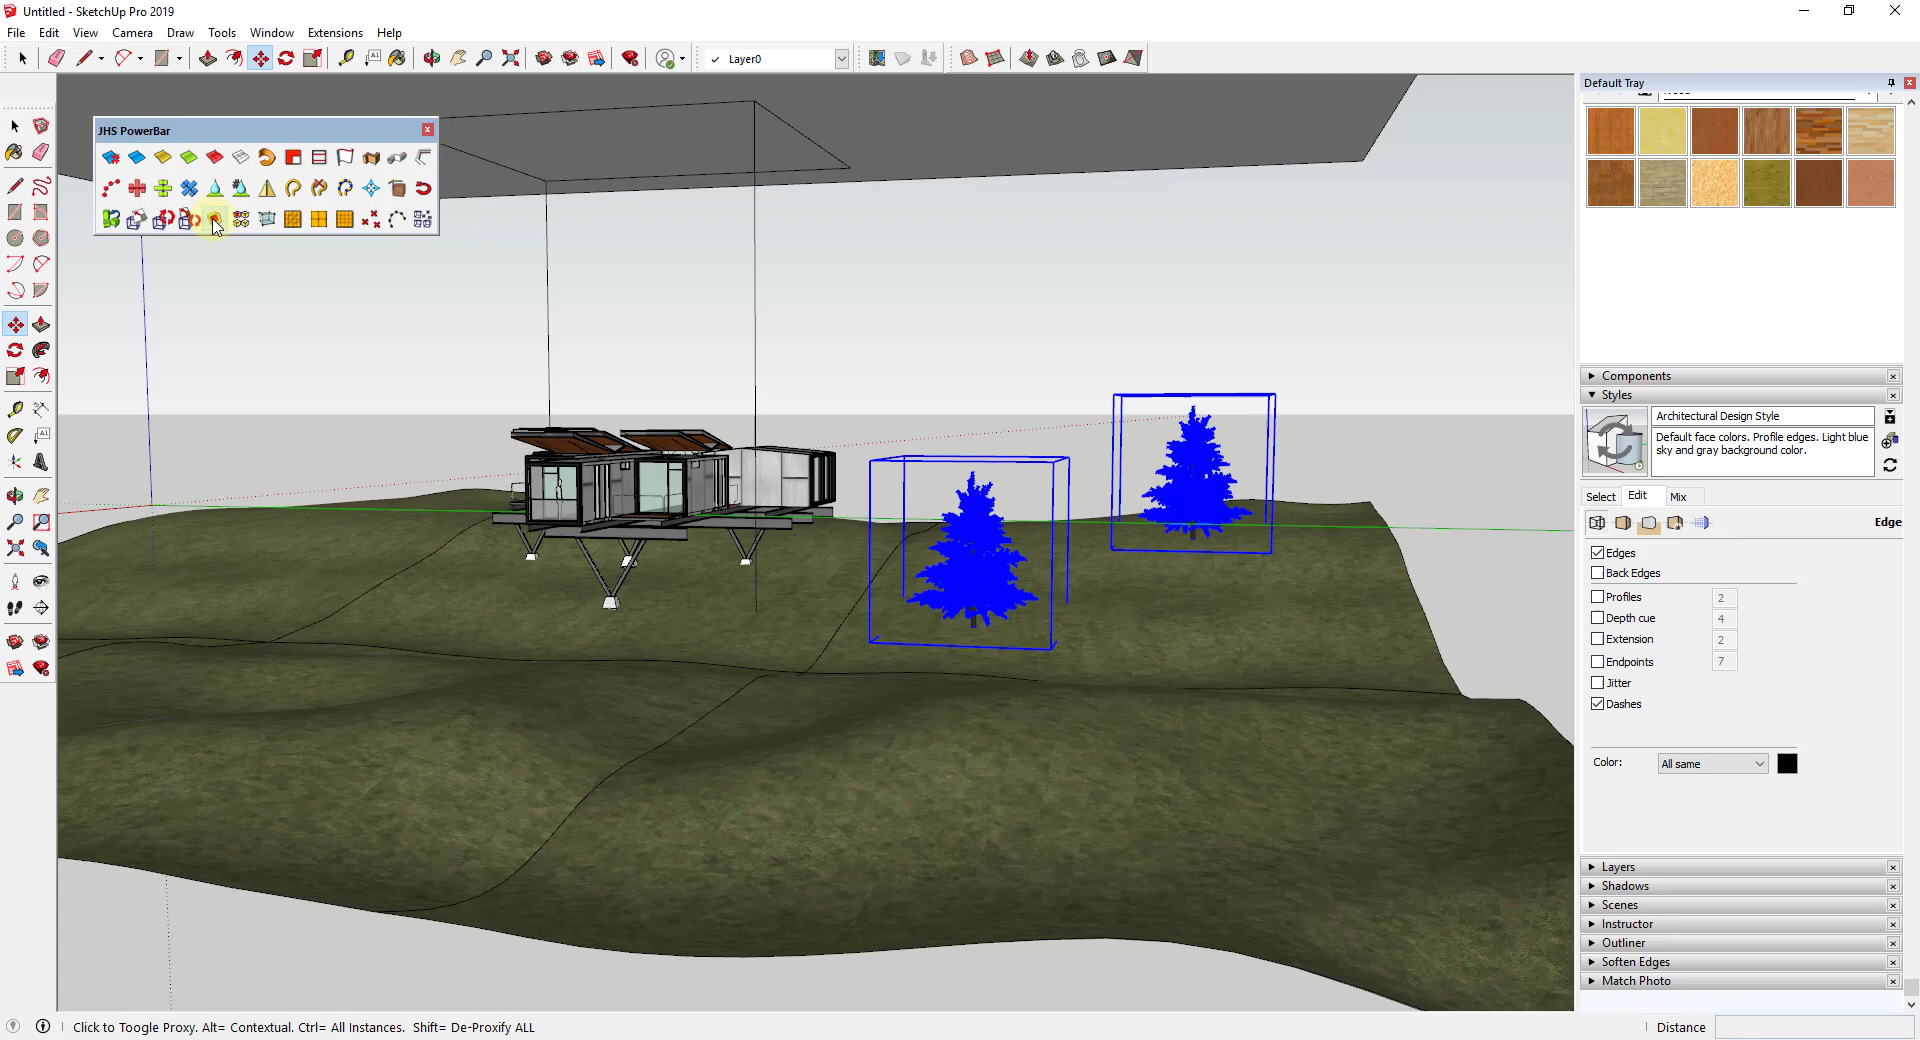 Untitled - SketchUp Pro 2019
File Edit View Camera Draw Tools Window Extensions Help
Layer0
Default Tray
JHS PowerBar
Components
Styles
Architectural Design Style
Default face colors. Profile edges. Light blue
sky and gray background color.
Select Edit Mix
Edge
Edges
Back Edges
Profiles 2
Depth cue 4
Extension 2
Endpoints 7
Jitter
Dashes
Color: All same
Layers
Shadows
Scenes
Instructor
Outliner
Soften Edges
Match Photo
Click to Toogle Proxy. Alt= Contextual. Ctrl= All Instances. Shift= De-Proxify ALL
Distance